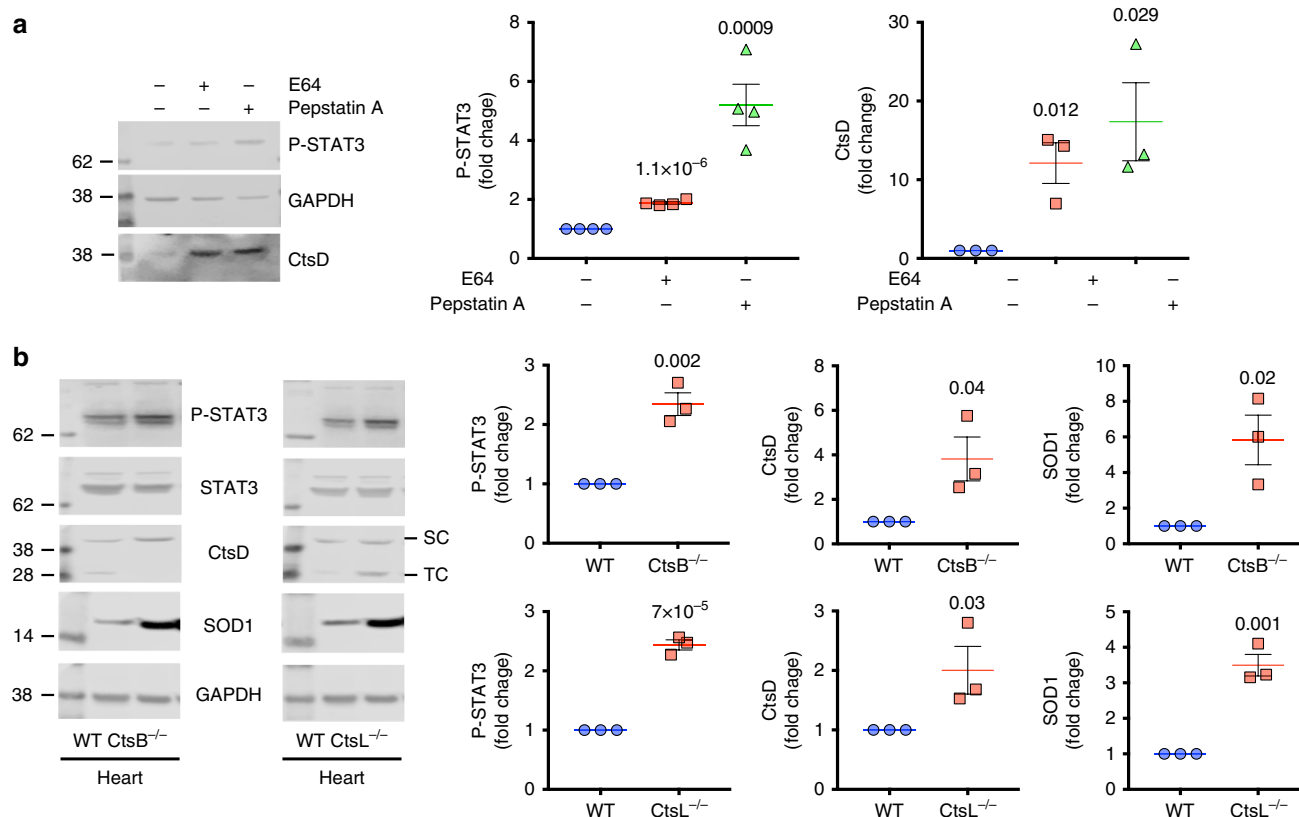 a
– + – E64
– – + Pepstatin A
P-STAT3
62
GAPDH
38
CtsD
38
P-STAT3
(fold chage)
8
6
4
2
0
1.1×10⁻⁶
0.0009
E64 – + –
Pepstatin A – – +
CtsD
(fold change)
30
20
10
0
0.012
0.029
E64 – + –
Pepstatin A – – +
b
P-STAT3
62
STAT3
62
CtsD
38
28
SC
TC
SOD1
14
GAPDH
38
WT CtsB⁻/⁻
Heart
WT CtsL⁻/⁻
Heart
P-STAT3
(fold chage)
3
2
1
0
0.002
WT CtsB⁻/⁻
CtsD
(fold chage)
8
6
4
2
0
0.04
WT CtsB⁻/⁻
SOD1
(fold chage)
10
8
6
4
2
0
0.02
WT CtsB⁻/⁻
P-STAT3
(fold chage)
3
2
1
0
7×10⁻⁵
WT CtsL⁻/⁻
CtsD
(fold chage)
3
2
1
0
0.03
WT CtsL⁻/⁻
SOD1
(fold chage)
5
4
3
2
1
0
0.001
WT CtsL⁻/⁻